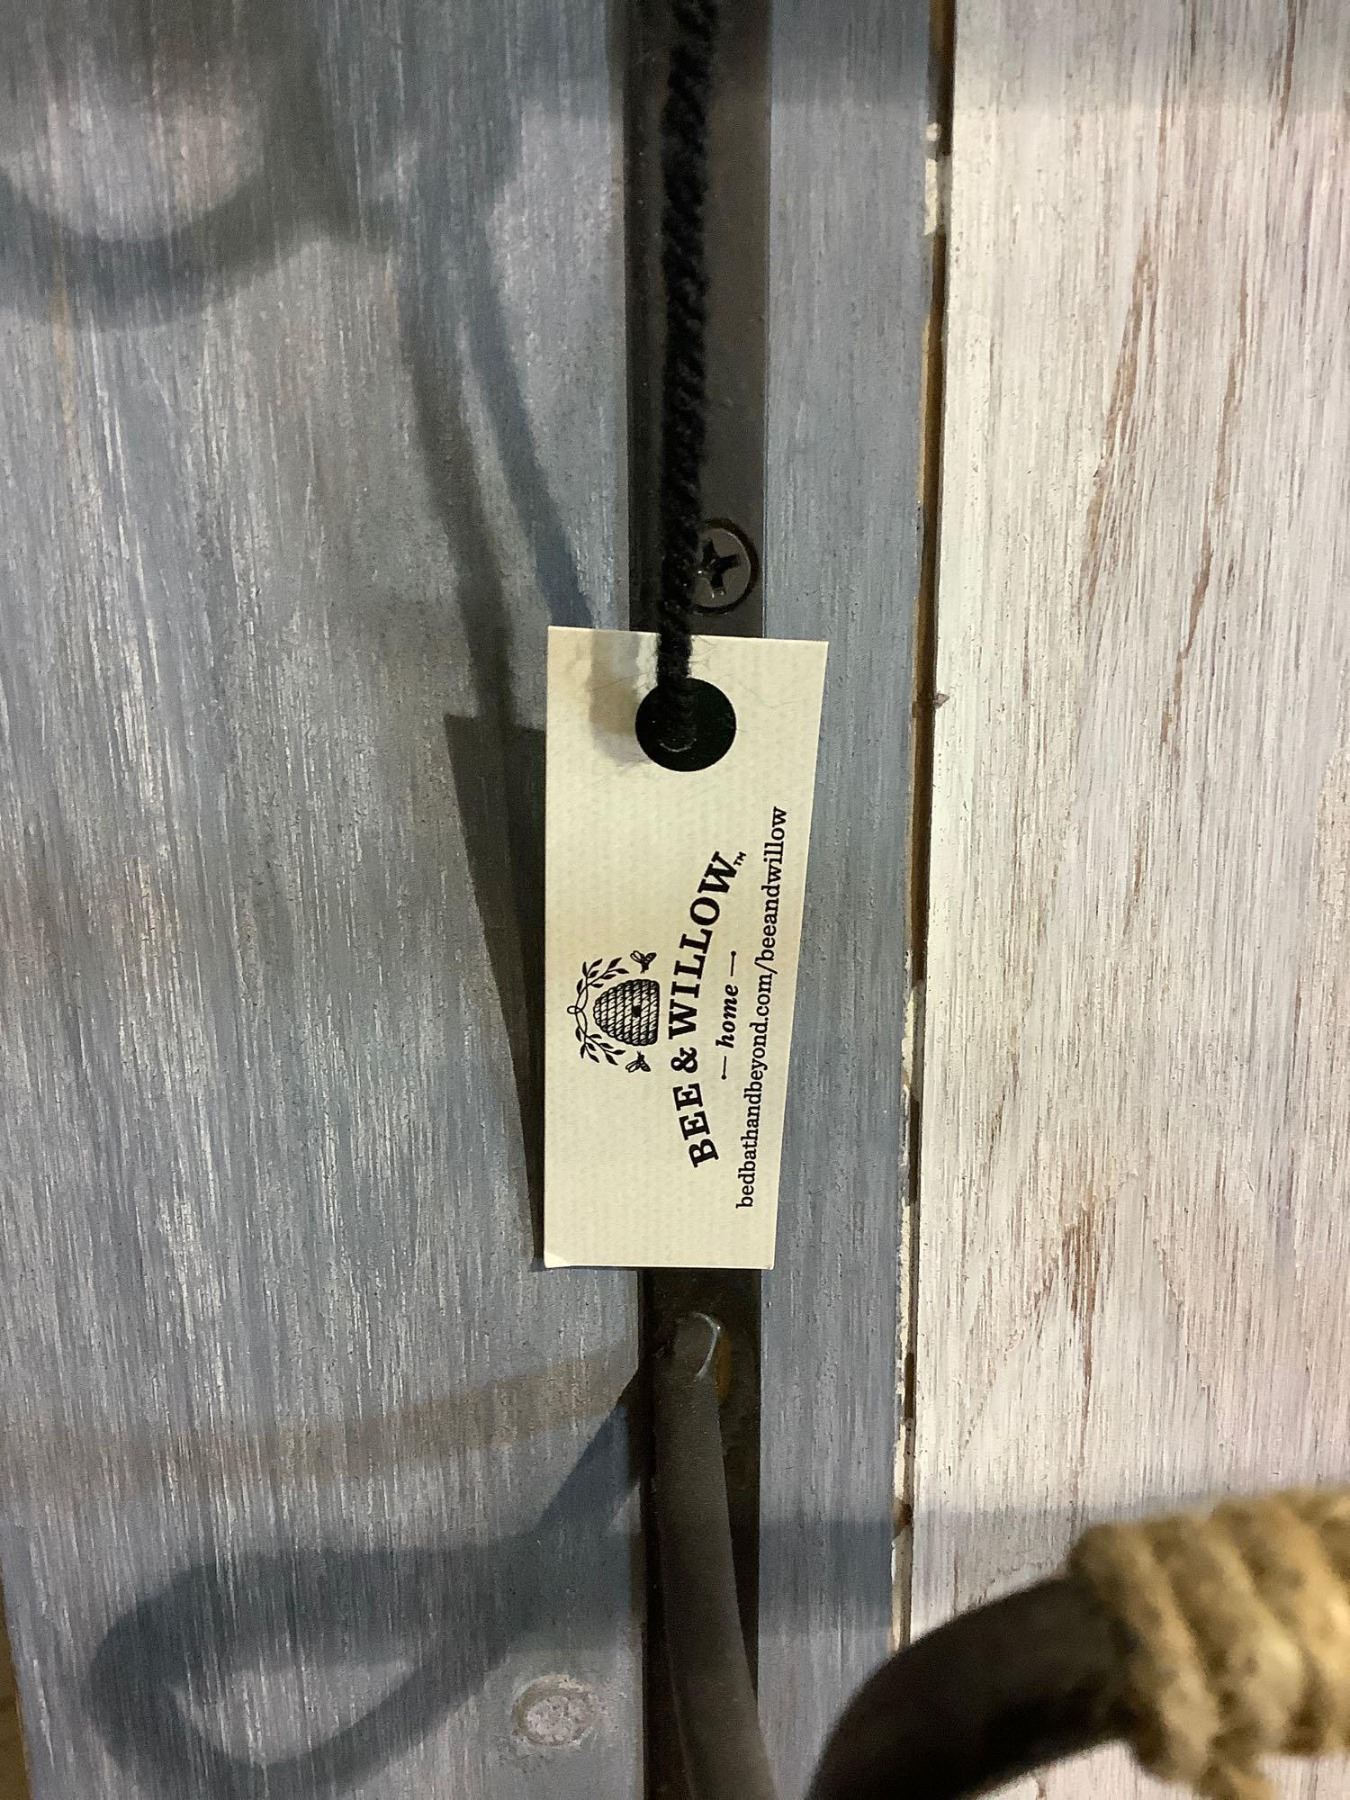 BEE & WILLOW™
home
bedbathandbeyond.com/beeandwillow